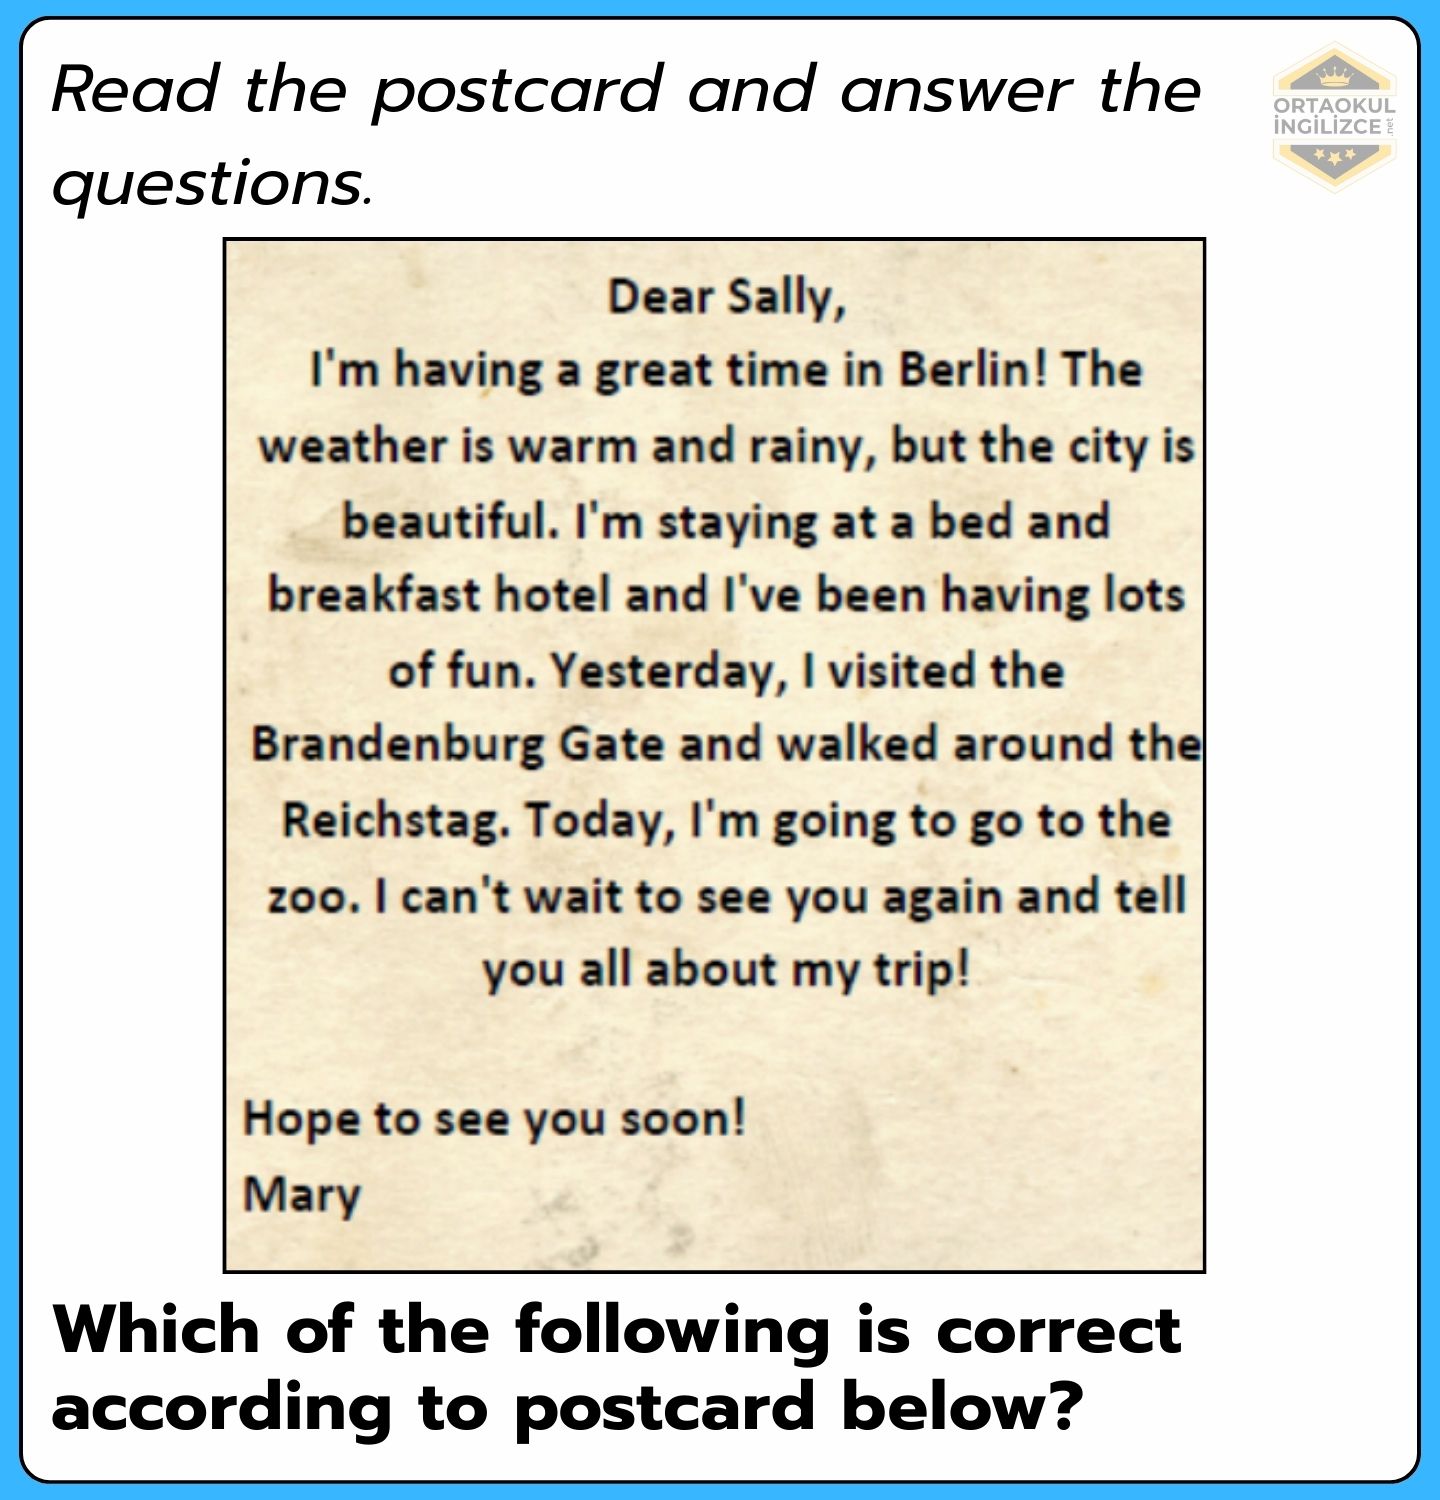 Read the postcard and answer the
questions.
ORTAOKUL
İNGİLİZCE.net
Dear Sally,
I'm having a great time in Berlin! The
weather is warm and rainy, but the city is
beautiful. I'm staying at a bed and
breakfast hotel and I've been having lots
of fun. Yesterday, I visited the
Brandenburg Gate and walked around the
Reichstag. Today, I'm going to go to the
zoo. I can't wait to see you again and tell
you all about my trip!
Hope to see you soon!
Mary
Which of the following is correct
according to postcard below?